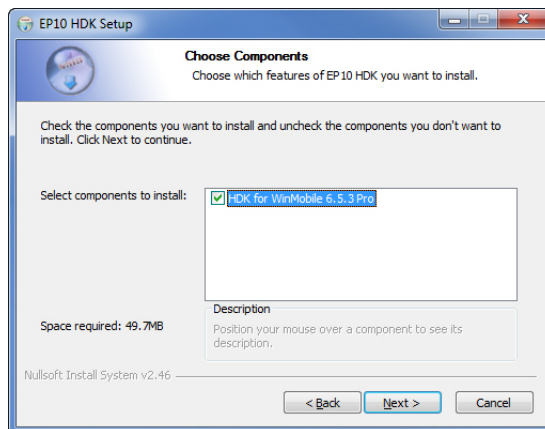 EP10 HDK Setup
Choose Components
Choose which features of EP10 HDK you want to install.
Check the components you want to install and uncheck the components you don't want to
install. Click Next to continue.
Select components to install:
HDK for WinMobile 6.5.3 Pro
Space required: 49.7MB
Description
Position your mouse over a component to see its
description.
Nullsoft Install System v2.46
< Back
Next >
Cancel